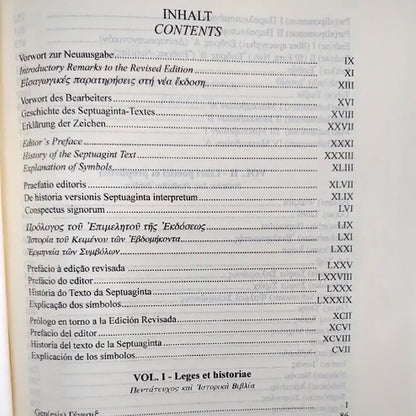 INHALT
CONTENTS
Vorwort zur Neuausgabe IX
Introductory Remarks to the Revised Edition XI
Εἰσαγωγικὲς παρατηρήσεις στὴ νέα ἔκδοση XIII
Vorwort des Bearbeiters XVI
Geschichte des Septuaginta-Textes XVIII
Erklärung der Zeichen XXVII
Editor's Preface XXXI
History of the Septuagint Text XXXIII
Explanation of Symbols XLIII
Praefatio editoris XLVII
De historia versionis Septuaginta interpretum XLIX
Conspectus signorum LVI
Πρόλογος τοῦ Ἐπιμελητοῦ τῆς Ἐκδόσεως LIX
Ἱστορία τοῦ Κειμένου τῶν Ἑβδομήκοντα LXI
Ἑρμηνεία τῶν Συμβόλων LXXI
Prefácio à edição revisada LXXV
Prefácio do editor LXXVIII
História do Texto da Septuaginta LXXX
Explicação dos símbolos LXXXIX
Prólogo en torno a la Edición Revisada XCII
Prefacio del editor XCVI
Historia del texto de la Septuaginta XCVIII
Explicación de los símbolos CVII
VOL. I - Leges et historiae
Πεντάτευχος καὶ Ἱστορικὰ Βιβλία